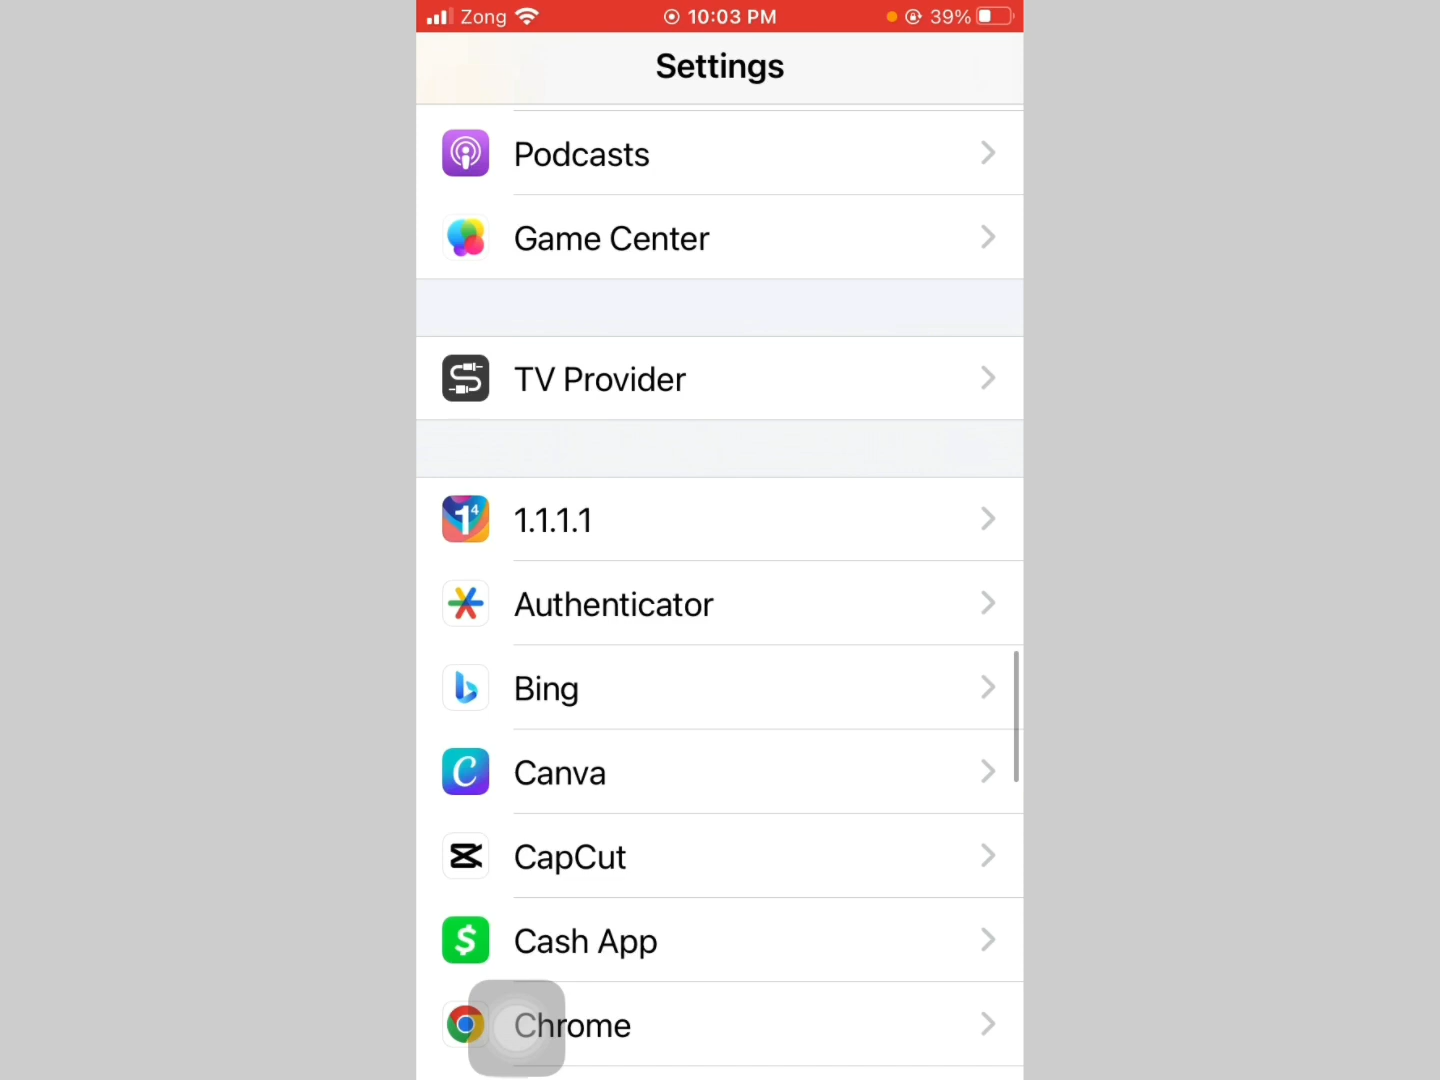 Zong 10:03 PM 39%
Settings
Podcasts
Game Center
TV Provider
1⁴ 1.1.1.1
Authenticator
b Bing
C Canva
CapCut
$ Cash App
Chrome